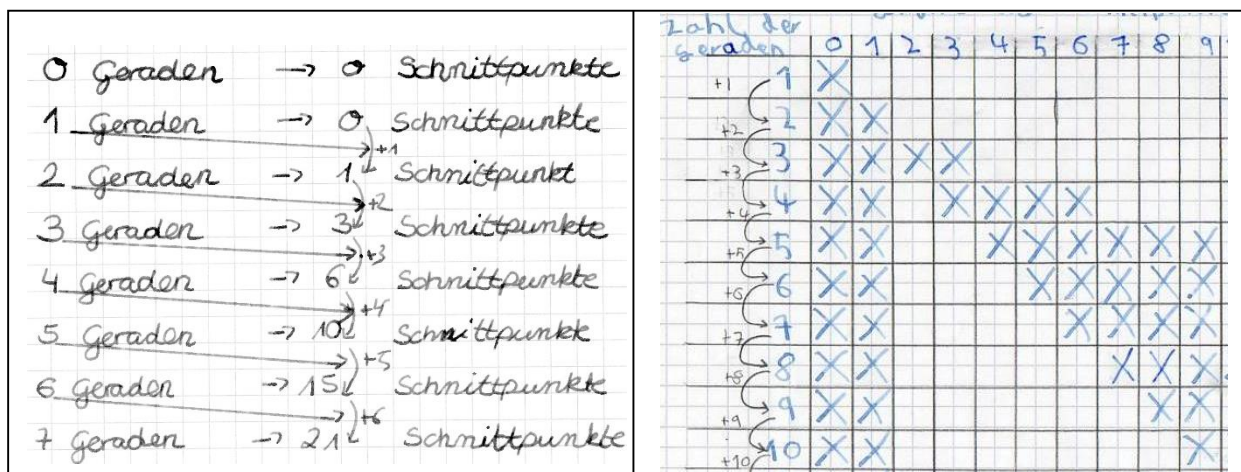 0 Geraden → 0 Schnittpunkte
1 Geraden → 0 Schnittpunkte
+1
2 Geraden → 1 Schnittpunkt
+2
3 Geraden → 3 Schnittpunkte
+3
4 Geraden → 6 Schnittpunkte
+4
5 Geraden → 10 Schnittpunkte
+5
6 Geraden → 15 Schnittpunkte
+6
7 Geraden → 21 Schnittpunkte
Zahl der
geraden 0 1 2 3 4 5 6 7 8 9
1 X
+1
2 X X
+2
3 X X X X
+3
4 X X X X X X
+4
5 X X X X X X X X
+5
6 X X X X X X X
+6
7 X X X X X X
+7
8 X X X X X
+8
9 X X X X
+9
10 X X X
+10